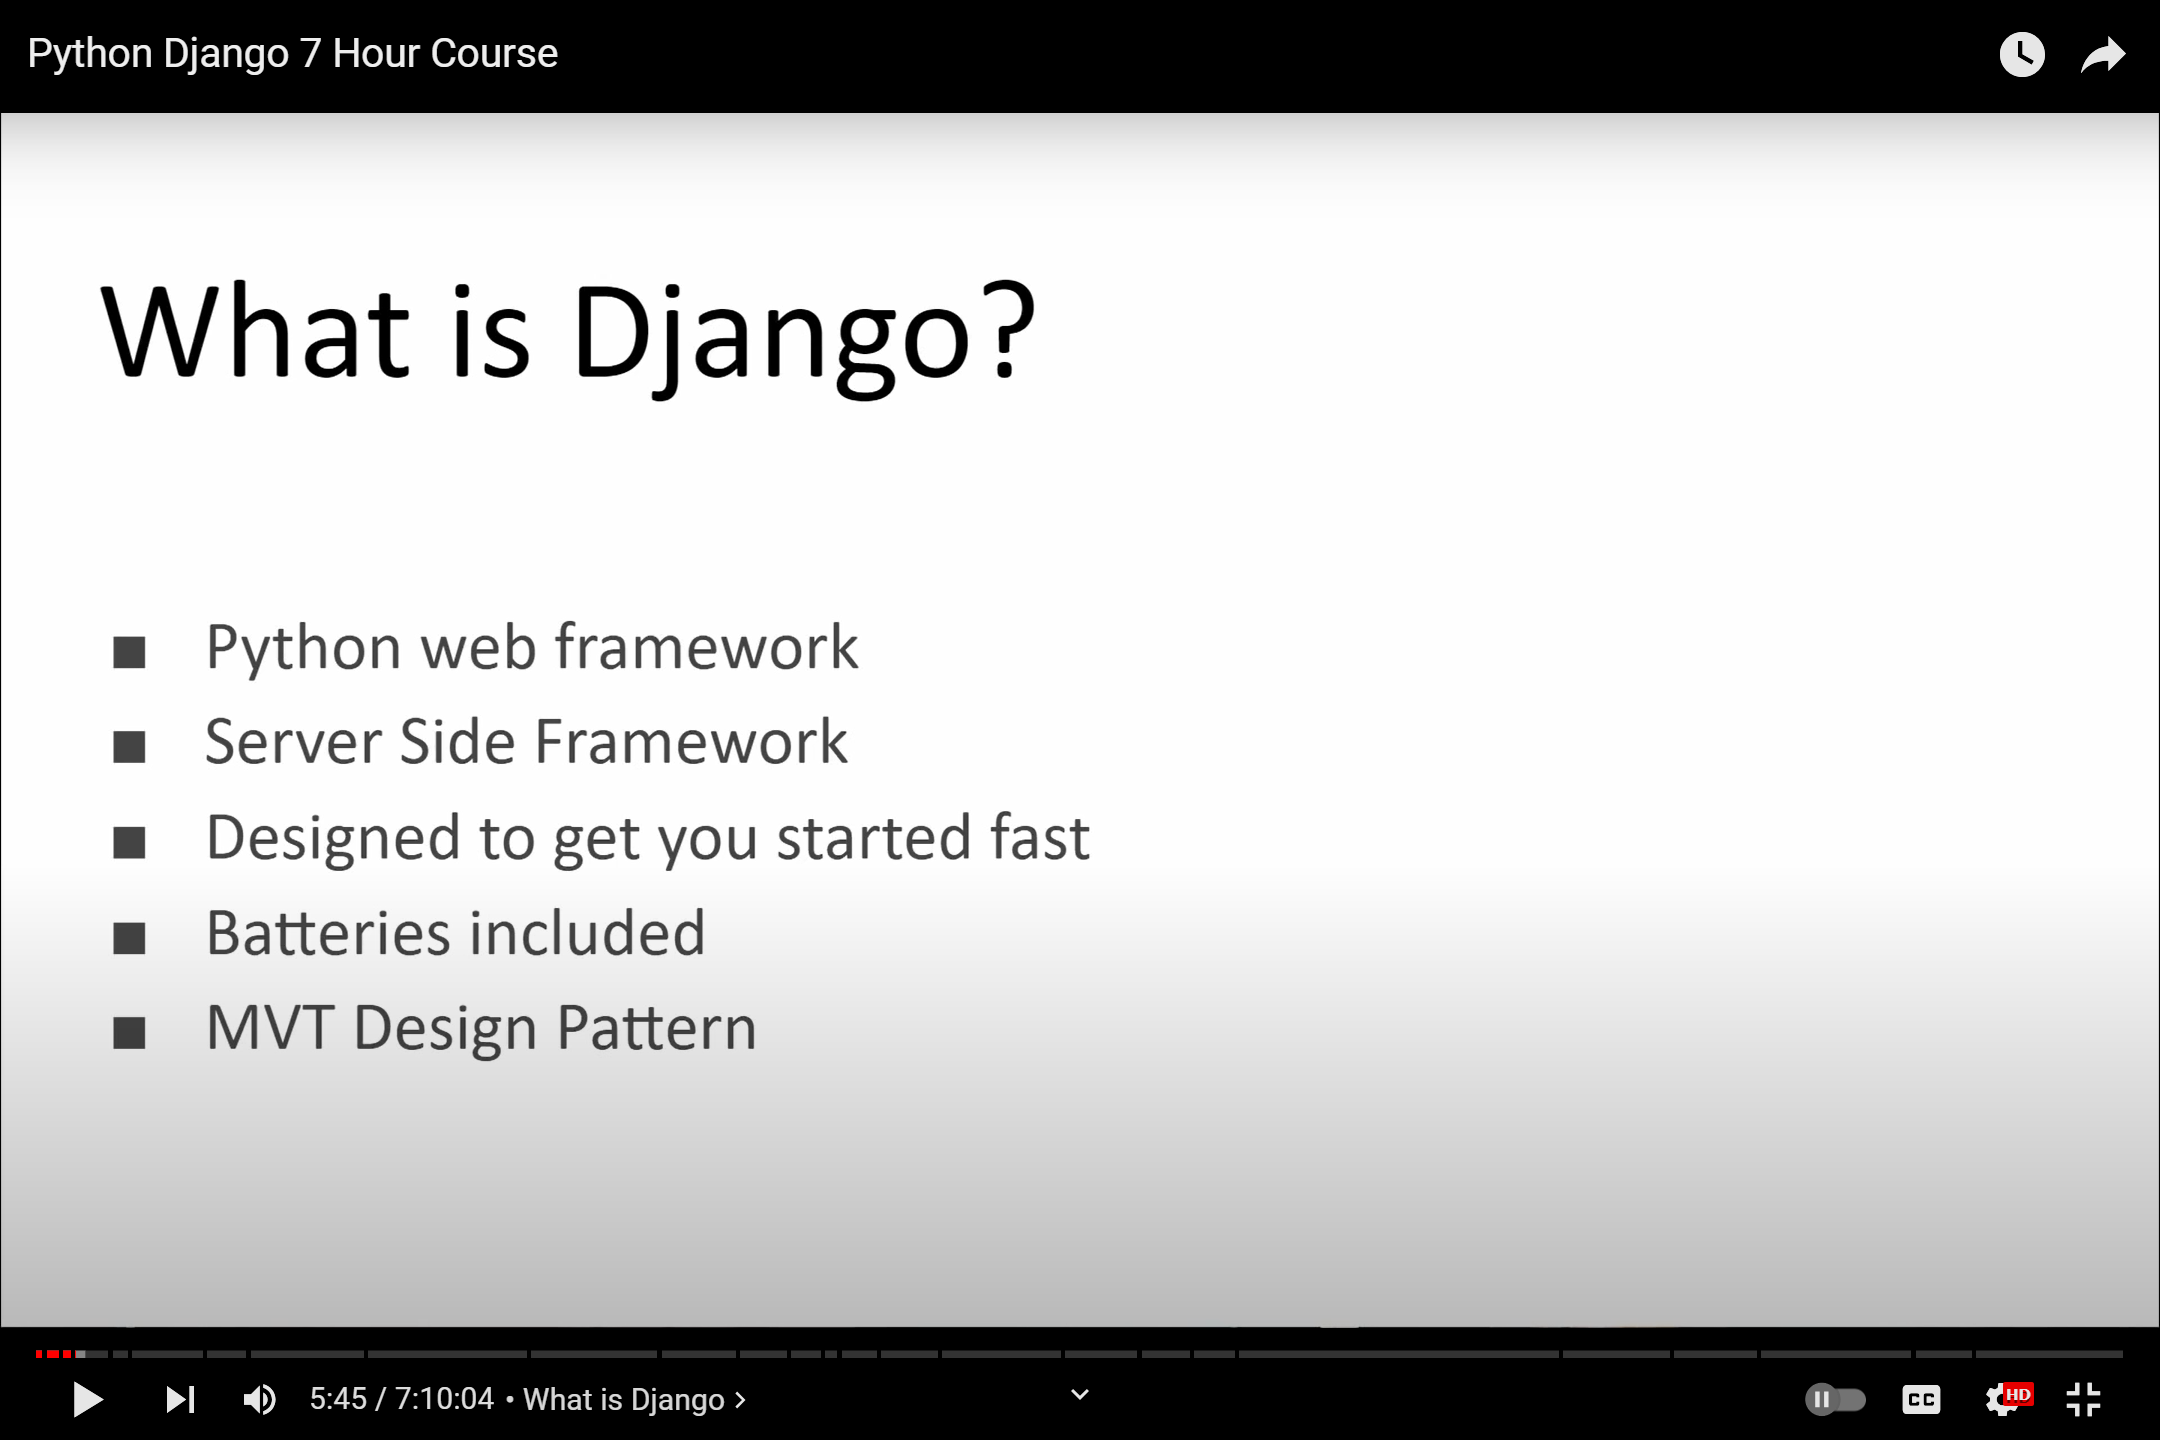 Python Django 7 Hour Course
What is Django?
■ Python web framework
■ Server Side Framework
■ Designed to get you started fast
■ Batteries included
■ MVT Design Pattern
5:45 / 7:10:04 • What is Django >
CC
HD